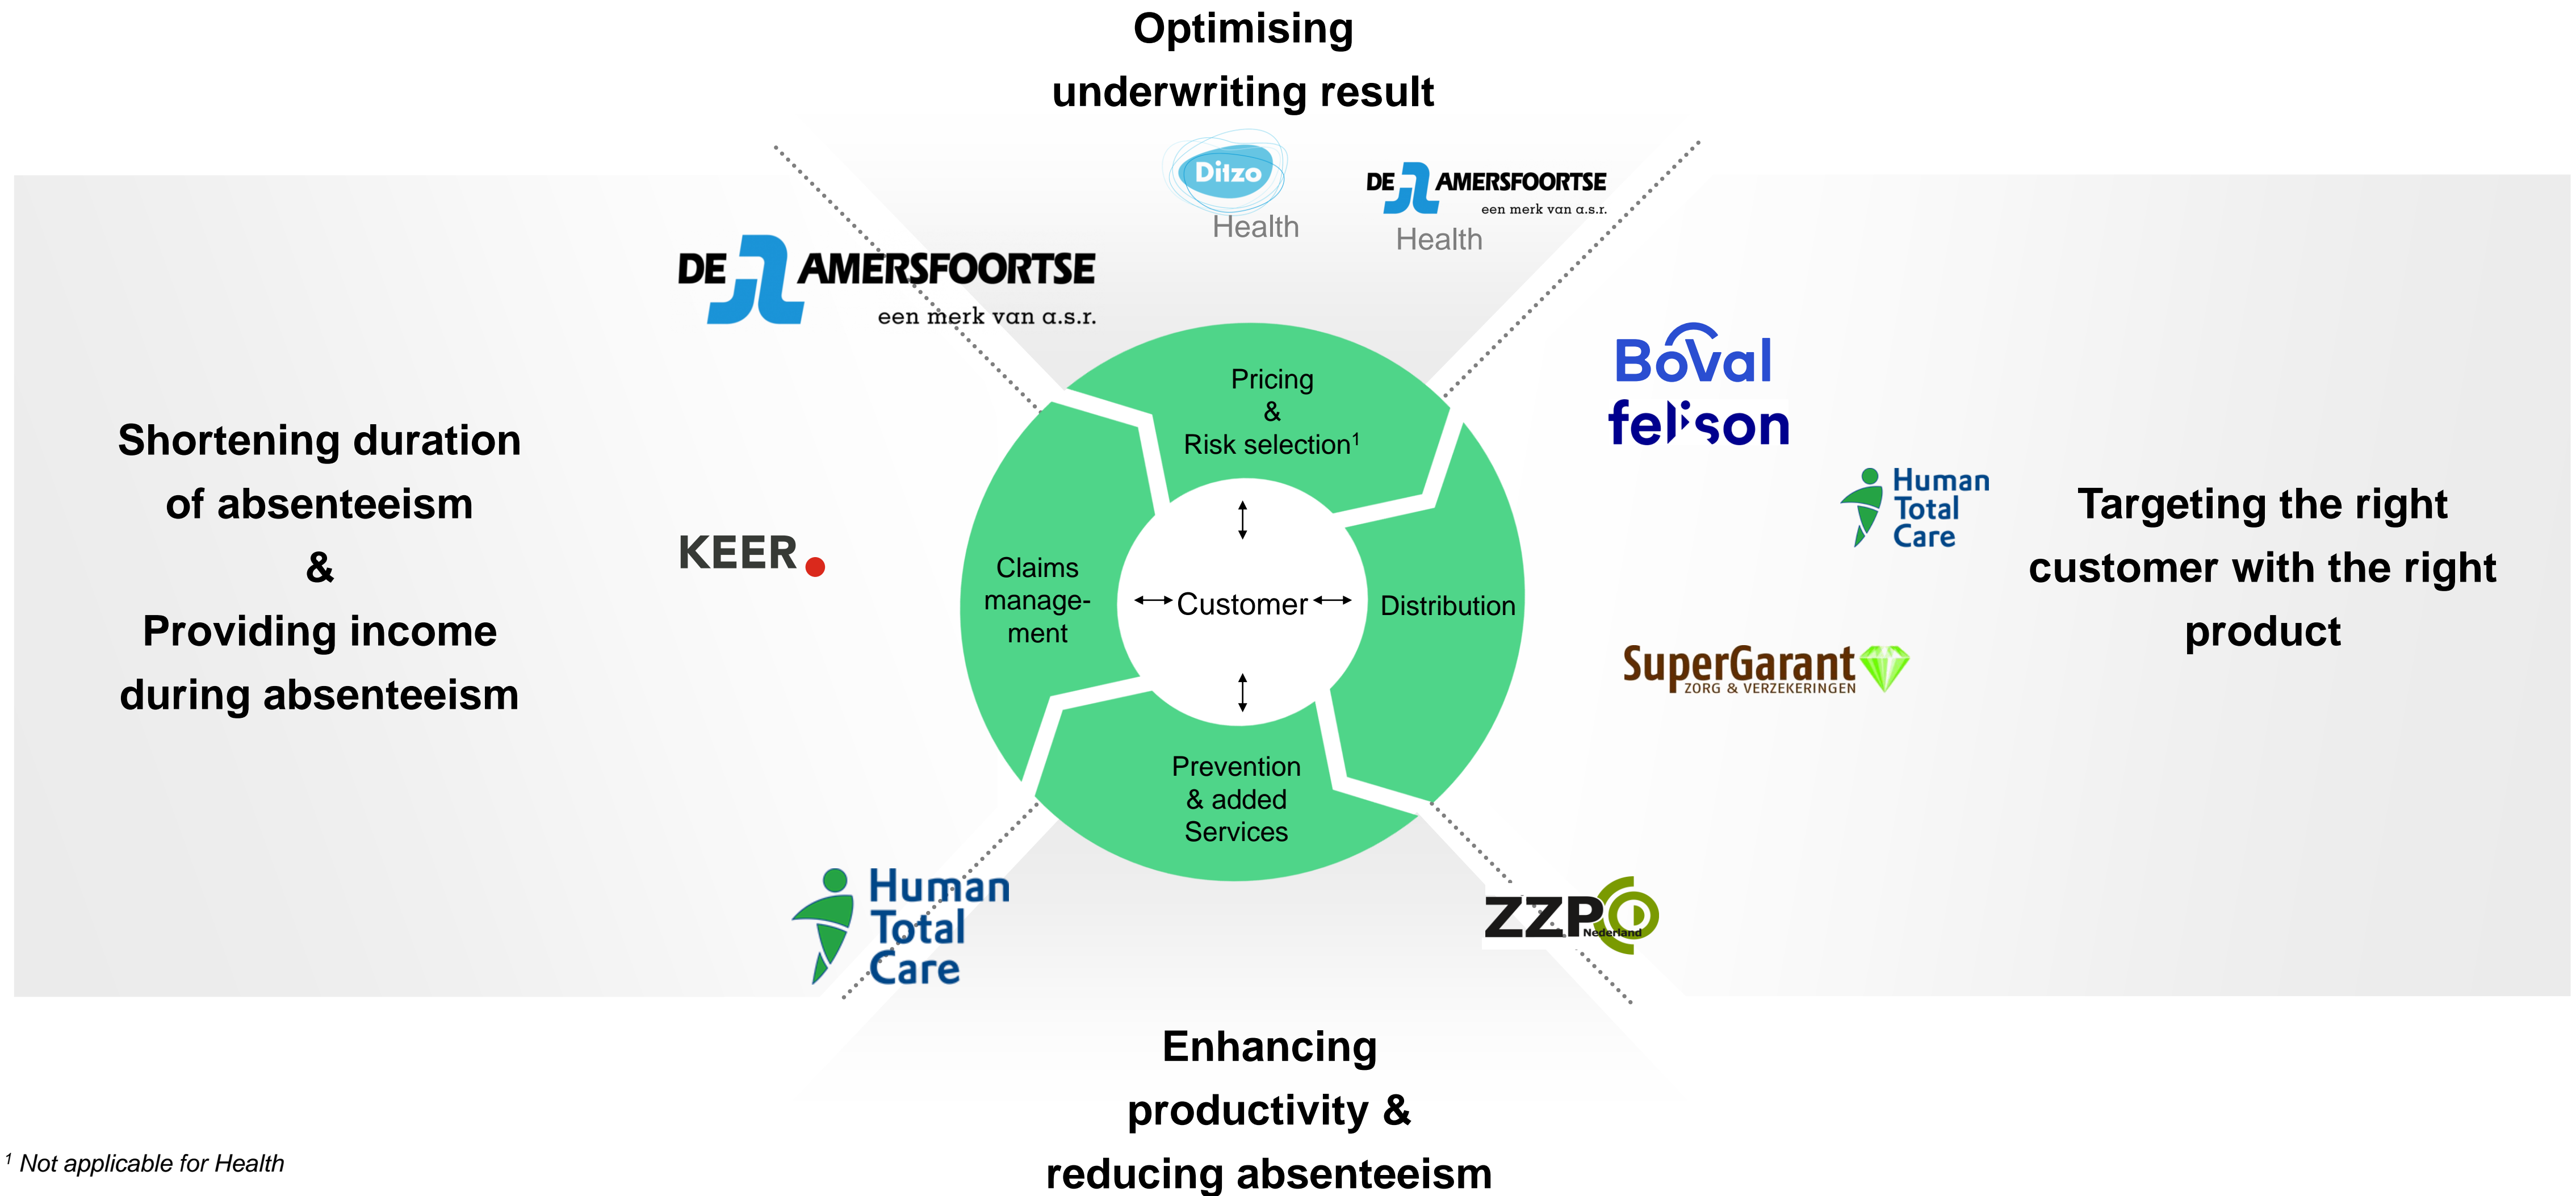 Optimising
underwriting result
Ditzo
Health
DE AMERSFOORTSE
een merk van a.s.r.
Health
DE AMERSFOORTSE
een merk van a.s.r.
Shortening duration
of absenteeism
&
Providing income
during absenteeism
KEER
Human
Total
Care
Pricing
&
Risk selection¹
Claims
manage-
ment
Customer
Distribution
Prevention
& added
Services
Boval
felison
Human
Total
Care
SuperGarant
ZORG & VERZEKERINGEN
ZZP
Nederland
Targeting the right
customer with the right
product
Enhancing
productivity &
reducing absenteeism
¹ Not applicable for Health